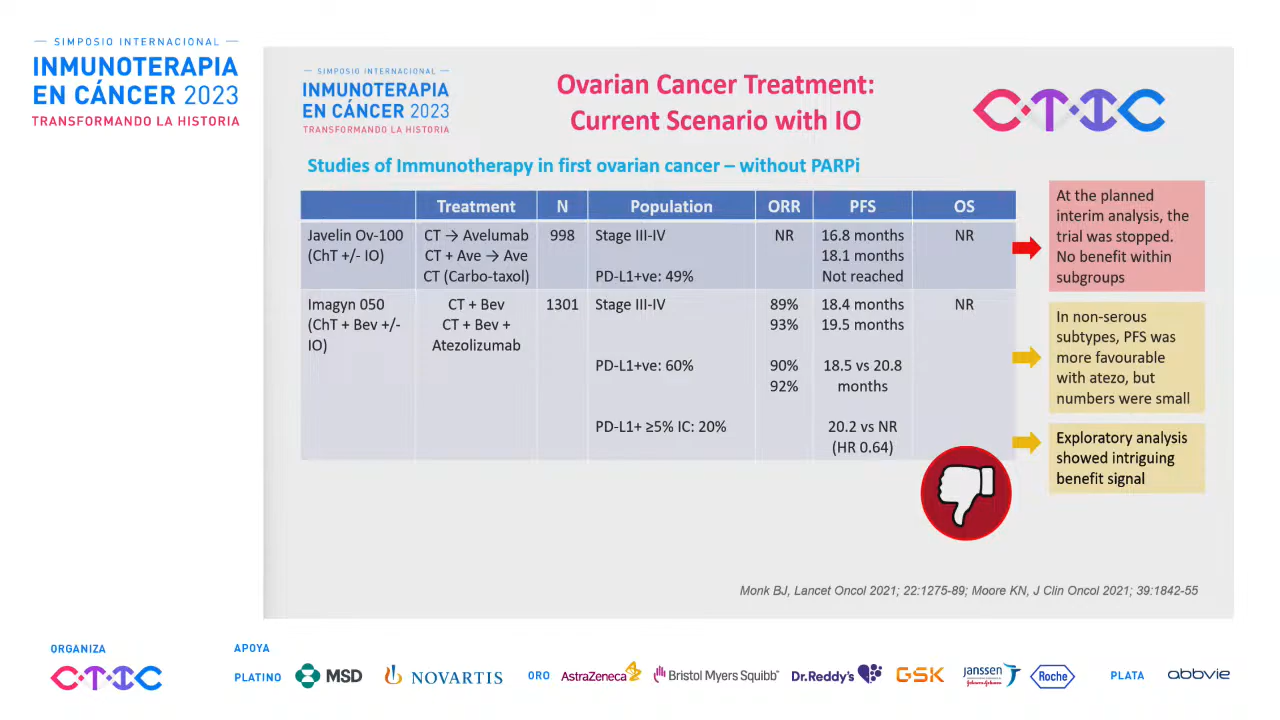 SIMPOSIO INTERNACIONAL
INMUNOTERAPIA
EN CÁNCER 2023
TRANSFORMANDO LA HISTORIA
SIMPOSIO INTERNACIONAL
INMUNOTERAPIA
EN CÁNCER 2023
TRANSFORMANDO LA HISTORIA
Ovarian Cancer Treatment:
Current Scenario with IO
CTIC
Studies of Immunotherapy in first ovarian cancer – without PARPi
Treatment N Population ORR PFS OS
Javelin Ov-100 CT → Avelumab 998 Stage III-IV NR 16.8 months NR
(ChT +/- IO) CT + Ave → Ave 18.1 months
CT (Carbo-taxol) PD-L1+ve: 49% Not reached
Imagyn 050 CT + Bev 1301 Stage III-IV 89% 18.4 months NR
(ChT + Bev +/- CT + Bev + 93% 19.5 months
IO) Atezolizumab
PD-L1+ve: 60% 90% 18.5 vs 20.8
92% months
PD-L1+ ≥5% IC: 20% 20.2 vs NR
(HR 0.64)
At the planned
interim analysis, the
trial was stopped.
No benefit within
subgroups
In non-serous
subtypes, PFS was
more favourable
with atezo, but
numbers were small
Exploratory analysis
showed intriguing
benefit signal
Monk BJ, Lancet Oncol 2021; 22:1275-89; Moore KN, J Clin Oncol 2021; 39:1842-55
ORGANIZA
CTIC
APOYA
PLATINO
MSD
NOVARTIS
ORO
AstraZeneca
Bristol Myers Squibb
Dr.Reddy's
GSK
Janssen
Johnson&Johnson
Roche
PLATA
abbvie